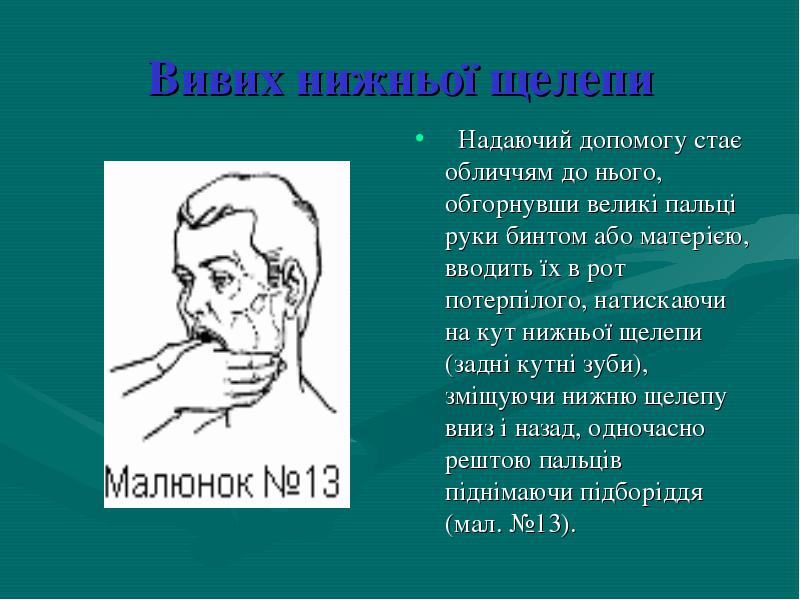 Вивих нижньої щелепи
• Надаючий допомогу стає
обличчям до нього,
обгорнувши великі пальці
руки бинтом або матерією,
вводить їх в рот
потерпілого, натискаючи
на кут нижньої щелепи
(задні кутні зуби),
зміщуючи нижню щелепу
вниз і назад, одночасно
рештою пальців
піднімаючи підборіддя
(мал. №13).
Малюнок №13